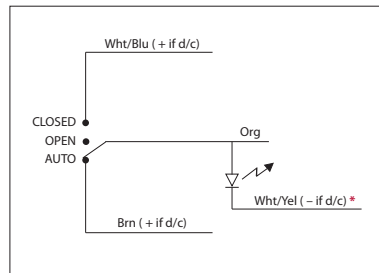 Wht/Blu ( + if d/c)
CLOSED
OPEN
AUTO
Org
Wht/Yel ( – if d/c) *
Brn ( + if d/c)